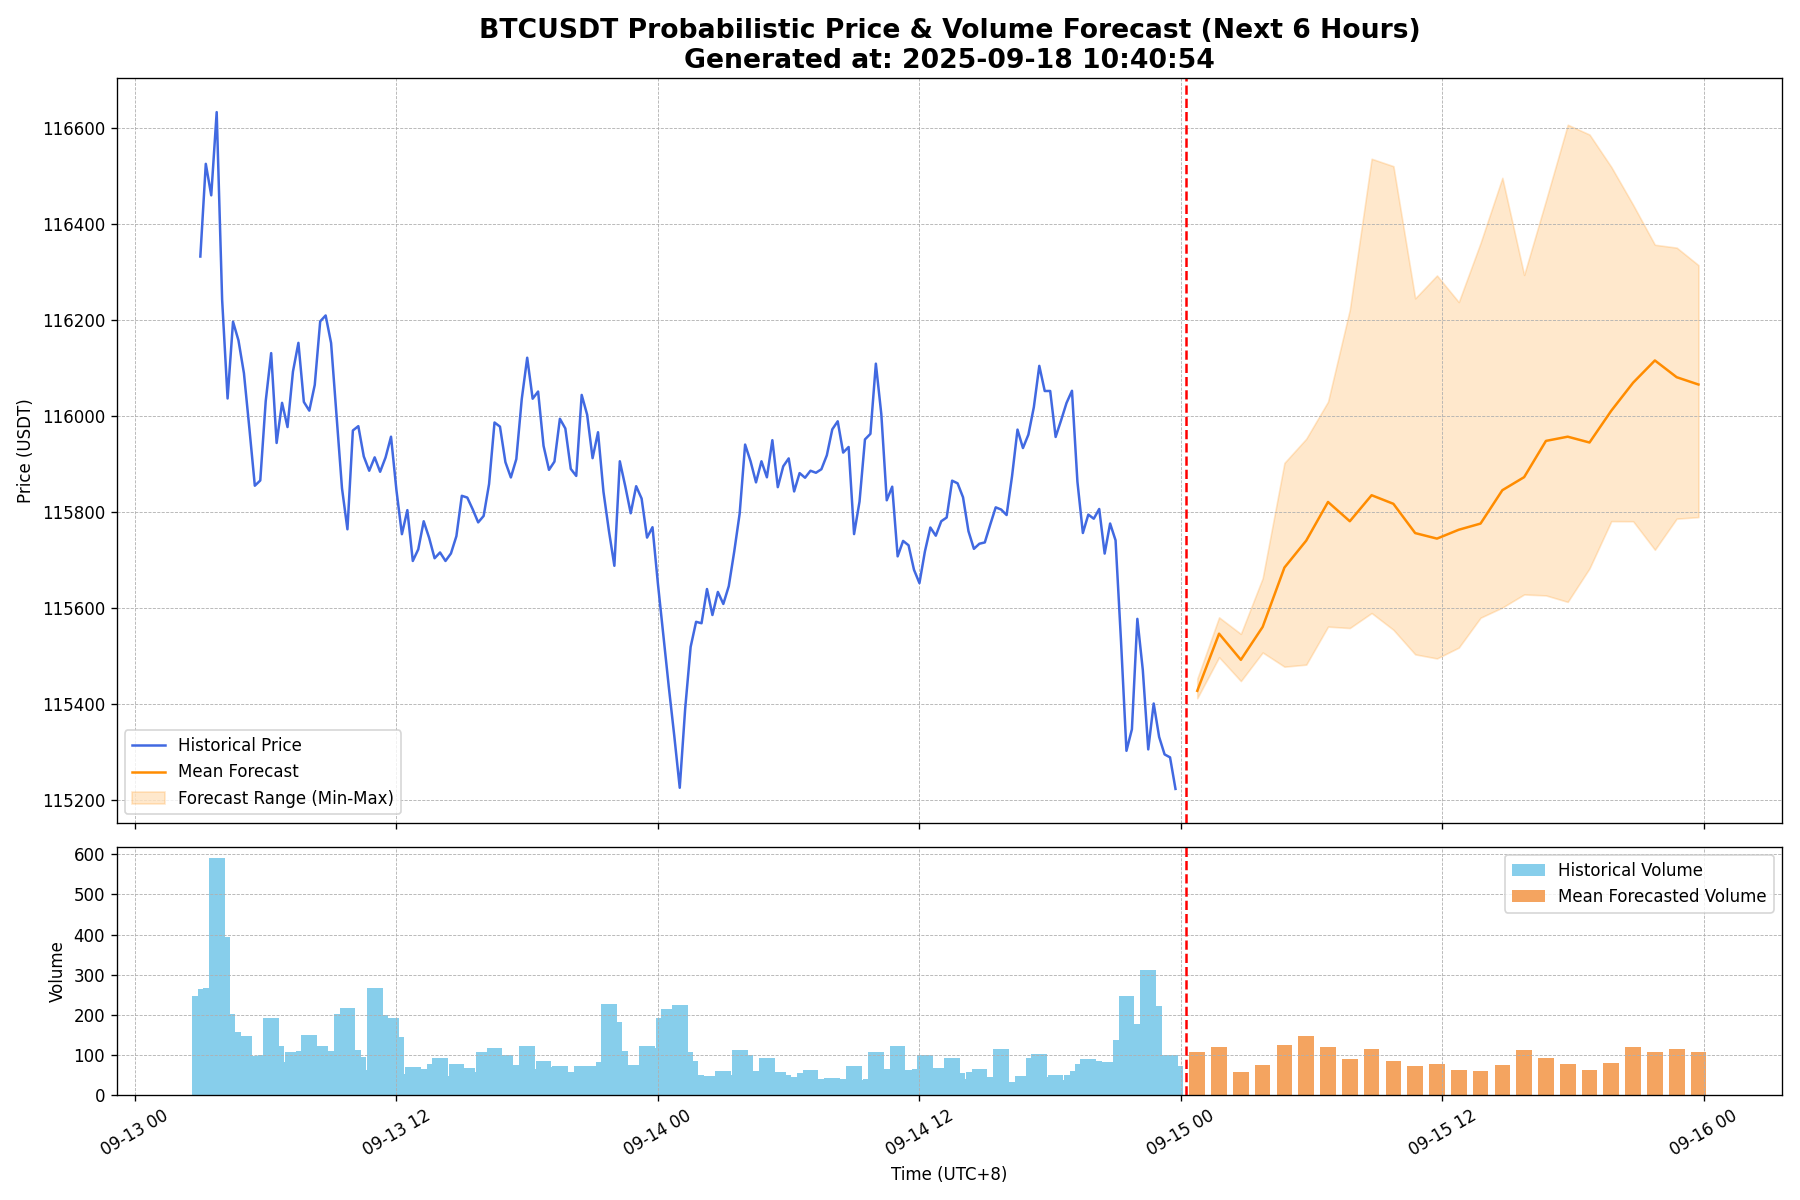 BTCUSDT Probabilistic Price & Volume Forecast (Next 6 Hours)
Generated at: 2025-09-18 10:40:54
Price (USDT)
116600
116400
116200
116000
115800
115600
115400
115200
Historical Price
Mean Forecast
Forecast Range (Min-Max)
Volume
600
500
400
300
200
100
0
Historical Volume
Mean Forecasted Volume
09-13 00
09-13 12
09-14 00
09-14 12
09-15 00
09-15 12
09-16 00
Time (UTC+8)